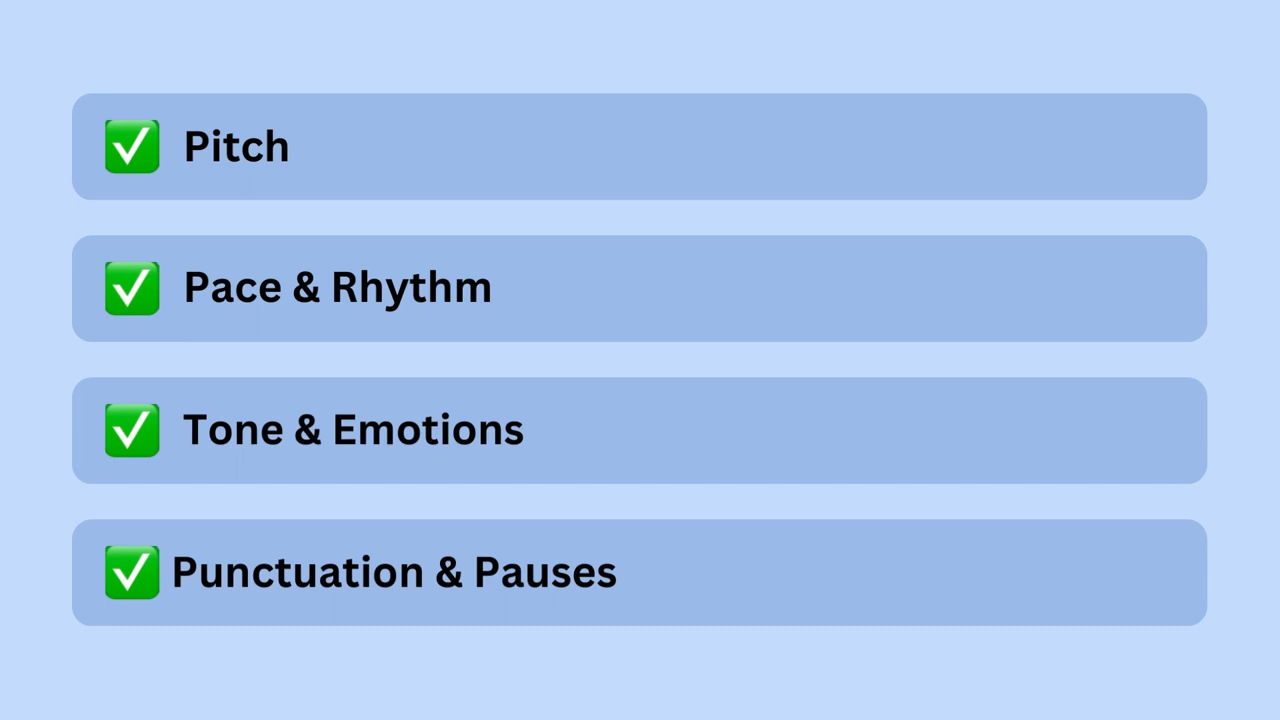 ✅ Pitch
✅ Pace & Rhythm
✅ Tone & Emotions
✅ Punctuation & Pauses